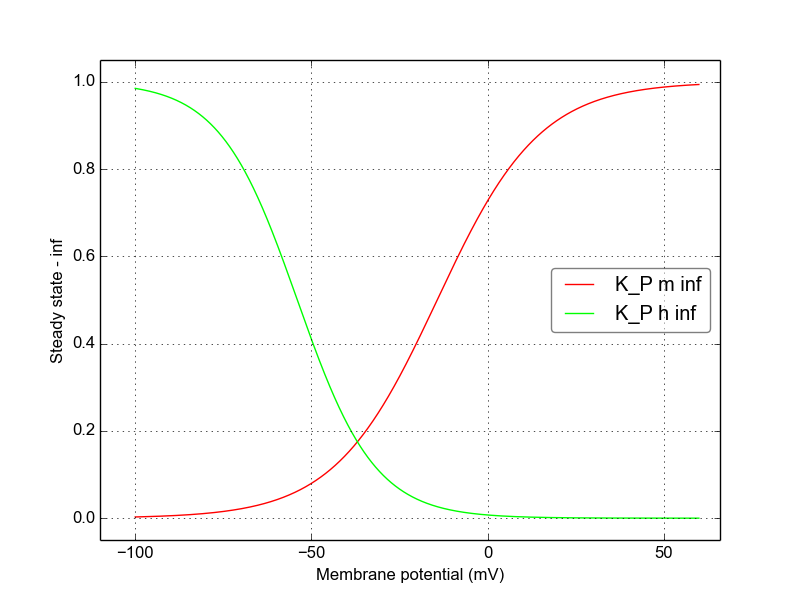 1.0
0.8
0.6
0.4
0.2
0.0
Steady state - inf
K_P m inf
K_P h inf
−100
−50
0
50
Membrane potential (mV)